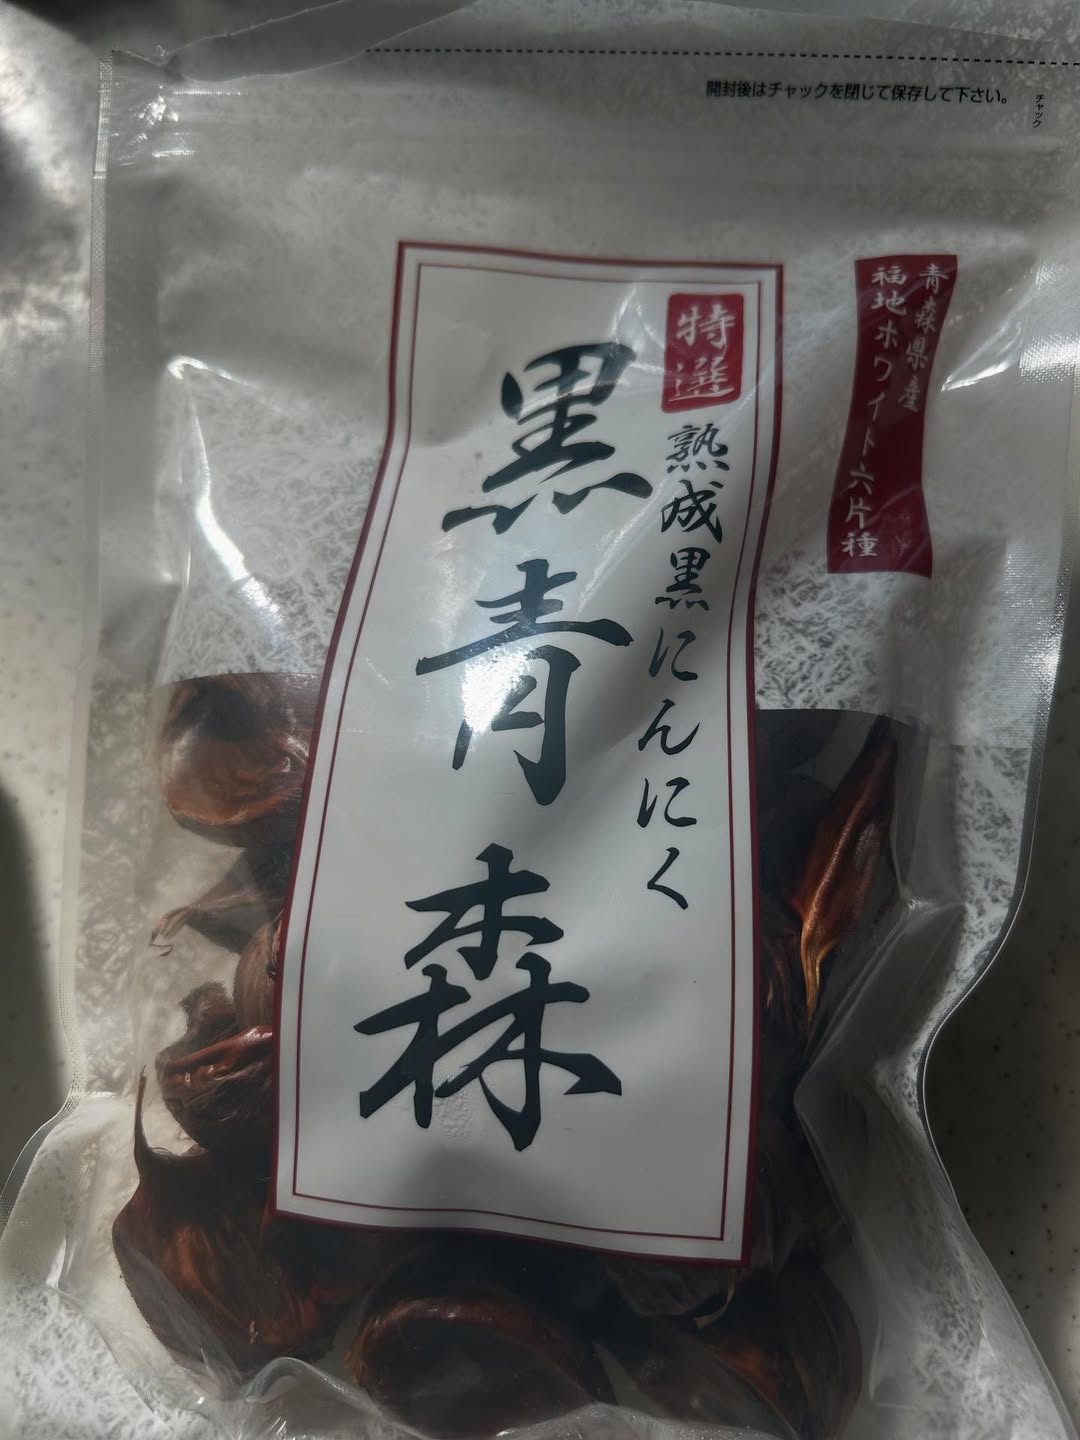 開封後はチャックを閉じて保存して下さい。
チャック
青森県産
福地ホワイト六片種
特選
熟成黒にんにく
黒青森